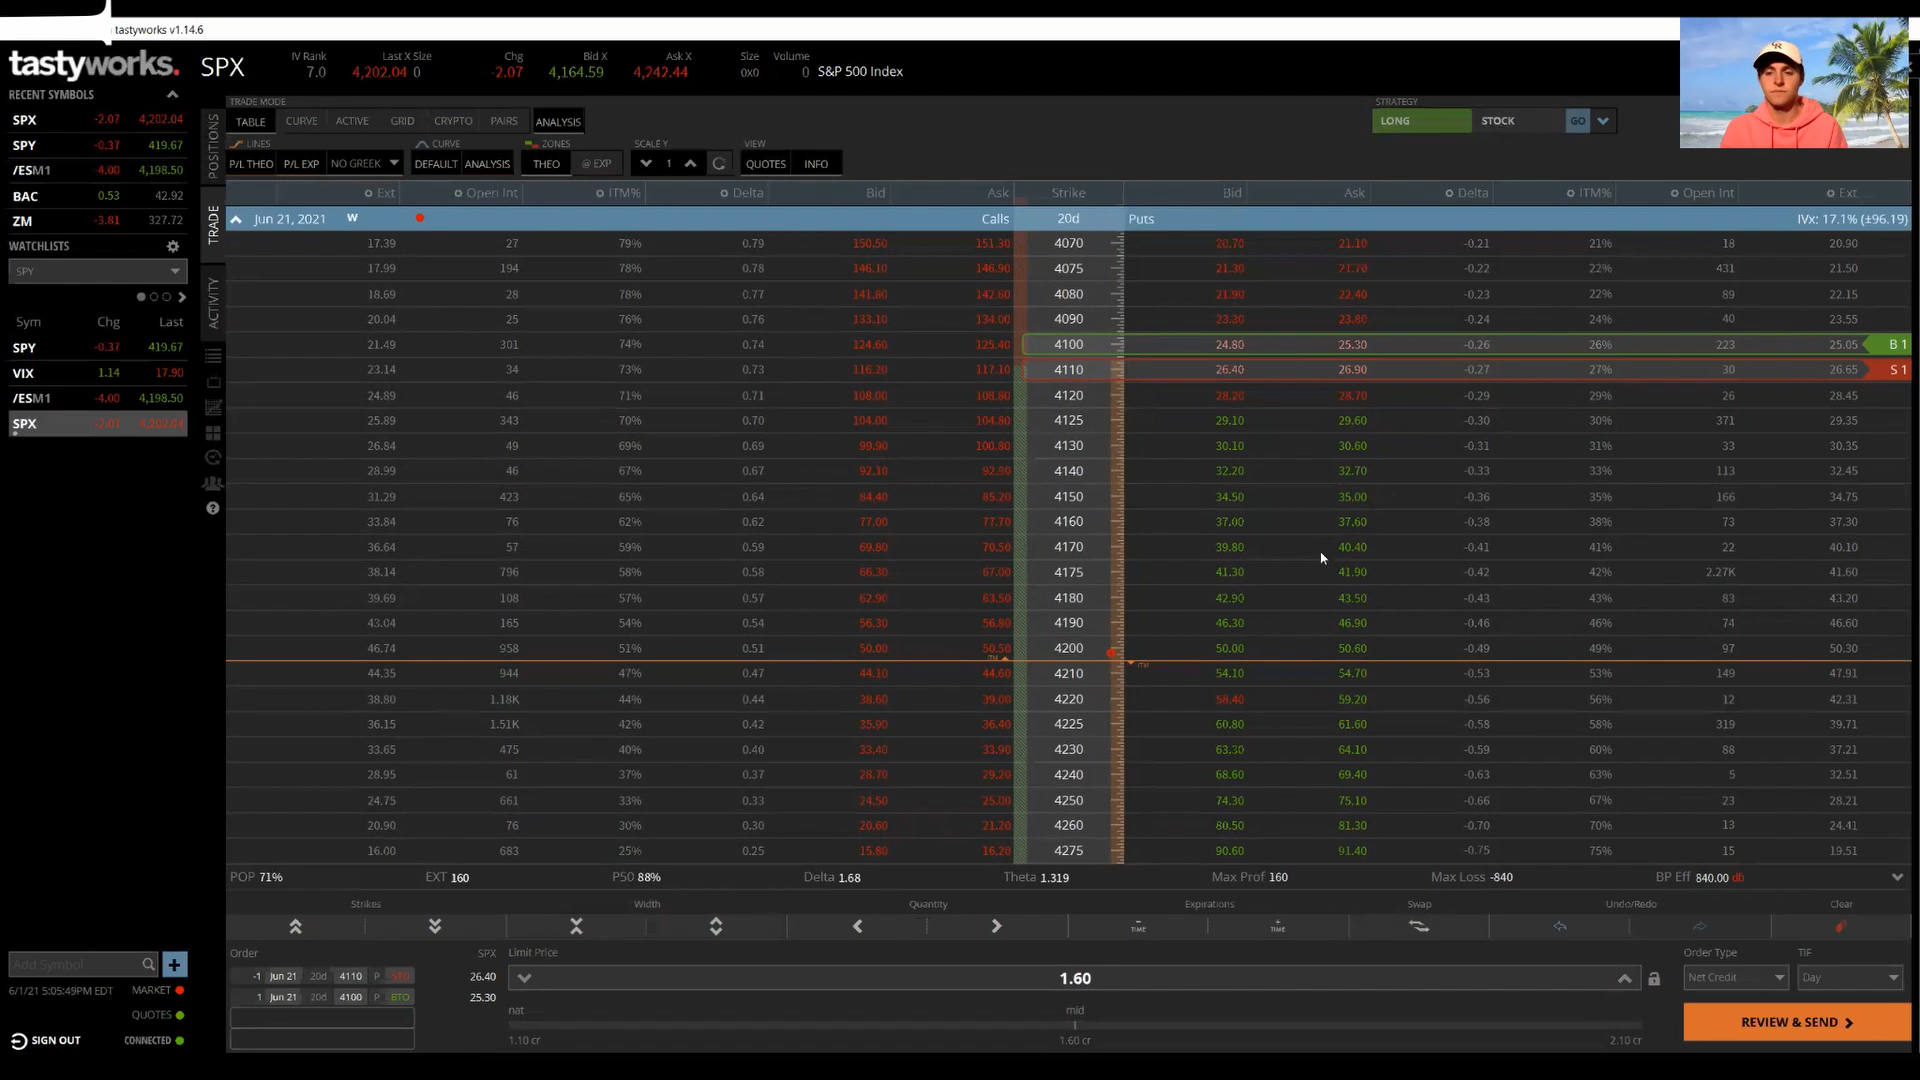 tastyworks v1.14.6
tastyworks.
SPX
IV Rank
7.0
Last X Size
4,202.04 0
Chg
-2.07
Bid X
4,164.59
Ask X
4,242.44
Size
0x0
Volume
0
S&P 500 Index
RECENT SYMBOLS
SPX -2.07 4,202.04
SPY -0.37 419.67
/ESM1 -4.00 4,198.50
BAC 0.53 42.92
ZM -3.81 327.72
WATCHLISTS
SPY
Sym Chg Last
SPY -0.37 419.67
VIX 1.14 17.90
/ESM1 -4.00 4,198.50
SPX -2.07 4,202.04
POSITIONS
TRADE
ACTIVITY
TRADE MODE
TABLE CURVE ACTIVE GRID CRYPTO PAIRS ANALYSIS
STRATEGY
LONG STOCK GO
LINES CURVE ZONES SCALE Y VIEW
P/L THEO P/L EXP NO GREEK DEFAULT ANALYSIS THEO @ EXP 1 QUOTES INFO
Ext Open Int ITM% Delta Bid Ask Strike Bid Ask Delta ITM% Open Int Ext
Jun 21, 2021 W Calls 20d Puts IVx: 17.1% (±96.19)
17.39 27 79% 0.79 150.50 151.30 4070 20.70 21.10 -0.21 21% 18 20.90
17.99 194 78% 0.78 146.10 146.90 4075 21.30 21.70 -0.22 22% 431 21.50
18.69 28 78% 0.77 141.80 142.60 4080 21.90 22.40 -0.23 22% 89 22.15
20.04 25 76% 0.76 133.10 134.00 4090 23.30 23.80 -0.24 24% 40 23.55
21.49 301 74% 0.74 124.60 125.40 4100 24.80 25.30 -0.26 26% 223 25.05 B 1
23.14 34 73% 0.73 116.20 117.10 4110 26.40 26.90 -0.27 27% 30 26.65 S 1
24.89 46 71% 0.71 108.00 108.80 4120 28.20 28.70 -0.29 29% 26 28.45
25.89 343 70% 0.70 104.00 104.80 4125 29.10 29.60 -0.30 30% 371 29.35
26.84 49 69% 0.69 99.90 100.80 4130 30.10 30.60 -0.31 31% 33 30.35
28.99 46 67% 0.67 92.10 92.90 4140 32.20 32.70 -0.33 33% 113 32.45
31.29 423 65% 0.64 84.40 85.20 4150 34.50 35.00 -0.36 35% 166 34.75
33.84 76 62% 0.62 77.00 77.70 4160 37.00 37.60 -0.38 38% 73 37.30
36.64 57 59% 0.59 69.80 70.50 4170 39.80 40.40 -0.41 41% 22 40.10
38.14 796 58% 0.58 66.30 67.00 4175 41.30 41.90 -0.42 42% 2.27K 41.60
39.69 108 57% 0.57 62.90 63.50 4180 42.90 43.50 -0.43 43% 83 43.20
43.04 165 54% 0.54 56.30 56.80 4190 46.30 46.90 -0.46 46% 74 46.60
46.74 958 51% 0.51 50.00 50.50 4200 50.00 50.60 -0.49 49% 97 50.30
ITM ITM
44.35 944 47% 0.47 44.10 44.60 4210 54.10 54.70 -0.53 53% 149 47.91
38.80 1.18K 44% 0.44 38.60 39.00 4220 58.40 59.20 -0.56 56% 12 42.31
36.15 1.51K 42% 0.42 35.90 36.40 4225 60.80 61.60 -0.58 58% 319 39.71
33.65 475 40% 0.40 33.40 33.90 4230 63.30 64.10 -0.59 60% 88 37.21
28.95 61 37% 0.37 28.70 29.20 4240 68.60 69.40 -0.63 63% 5 32.51
24.75 661 33% 0.33 24.50 25.00 4250 74.30 75.10 -0.66 67% 23 28.21
20.90 76 30% 0.30 20.60 21.20 4260 80.50 81.30 -0.70 70% 13 24.41
16.00 683 25% 0.25 15.80 16.20 4275 90.60 91.40 -0.75 75% 15 19.51
POP 71% EXT 160 P50 88% Delta 1.68 Theta 1.319 Max Prof 160 Max Loss -840 BP Eff 840.00 db
Strikes Width Quantity Expirations Swap Undo/Redo Clear
TIME TIME
Order SPX Limit Price Order Type TIF
-1 Jun 21 20d 4110 P STO 26.40
1 Jun 21 20d 4100 P BTO 25.30
1.60
Net Credit Day
nat mid
1.10 cr 1.60 cr 2.10 cr
REVIEW & SEND
Add Symbol
6/1/21 5:05:49PM EDT MARKET
QUOTES
SIGN OUT CONNECTED